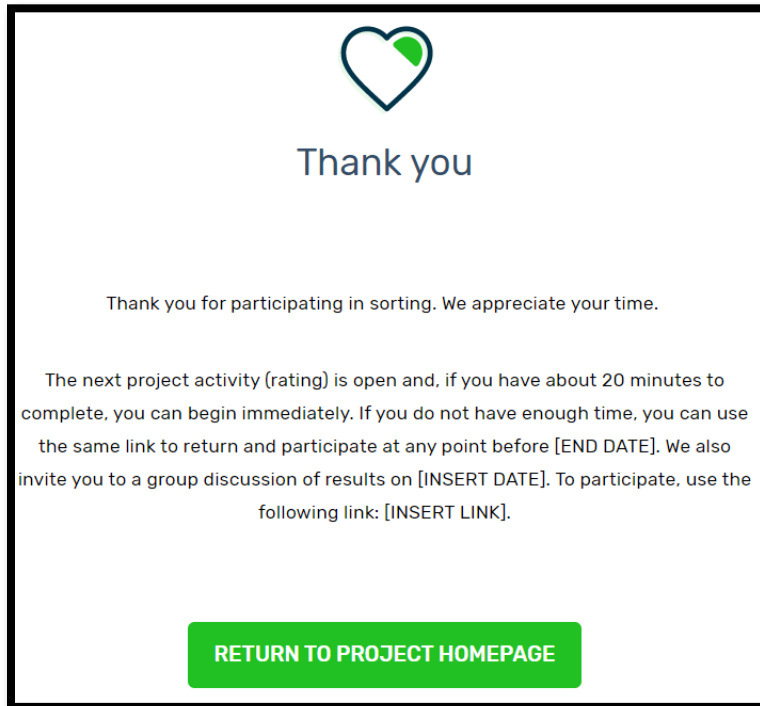 Thank you
Thank you for participating in sorting. We appreciate your time.
The next project activity (rating) is open and, if you have about 20 minutes to
complete, you can begin immediately. If you do not have enough time, you can use
the same link to return and participate at any point before [END DATE]. We also
invite you to a group discussion of results on [INSERT DATE]. To participate, use the
following link: [INSERT LINK].
RETURN TO PROJECT HOMEPAGE